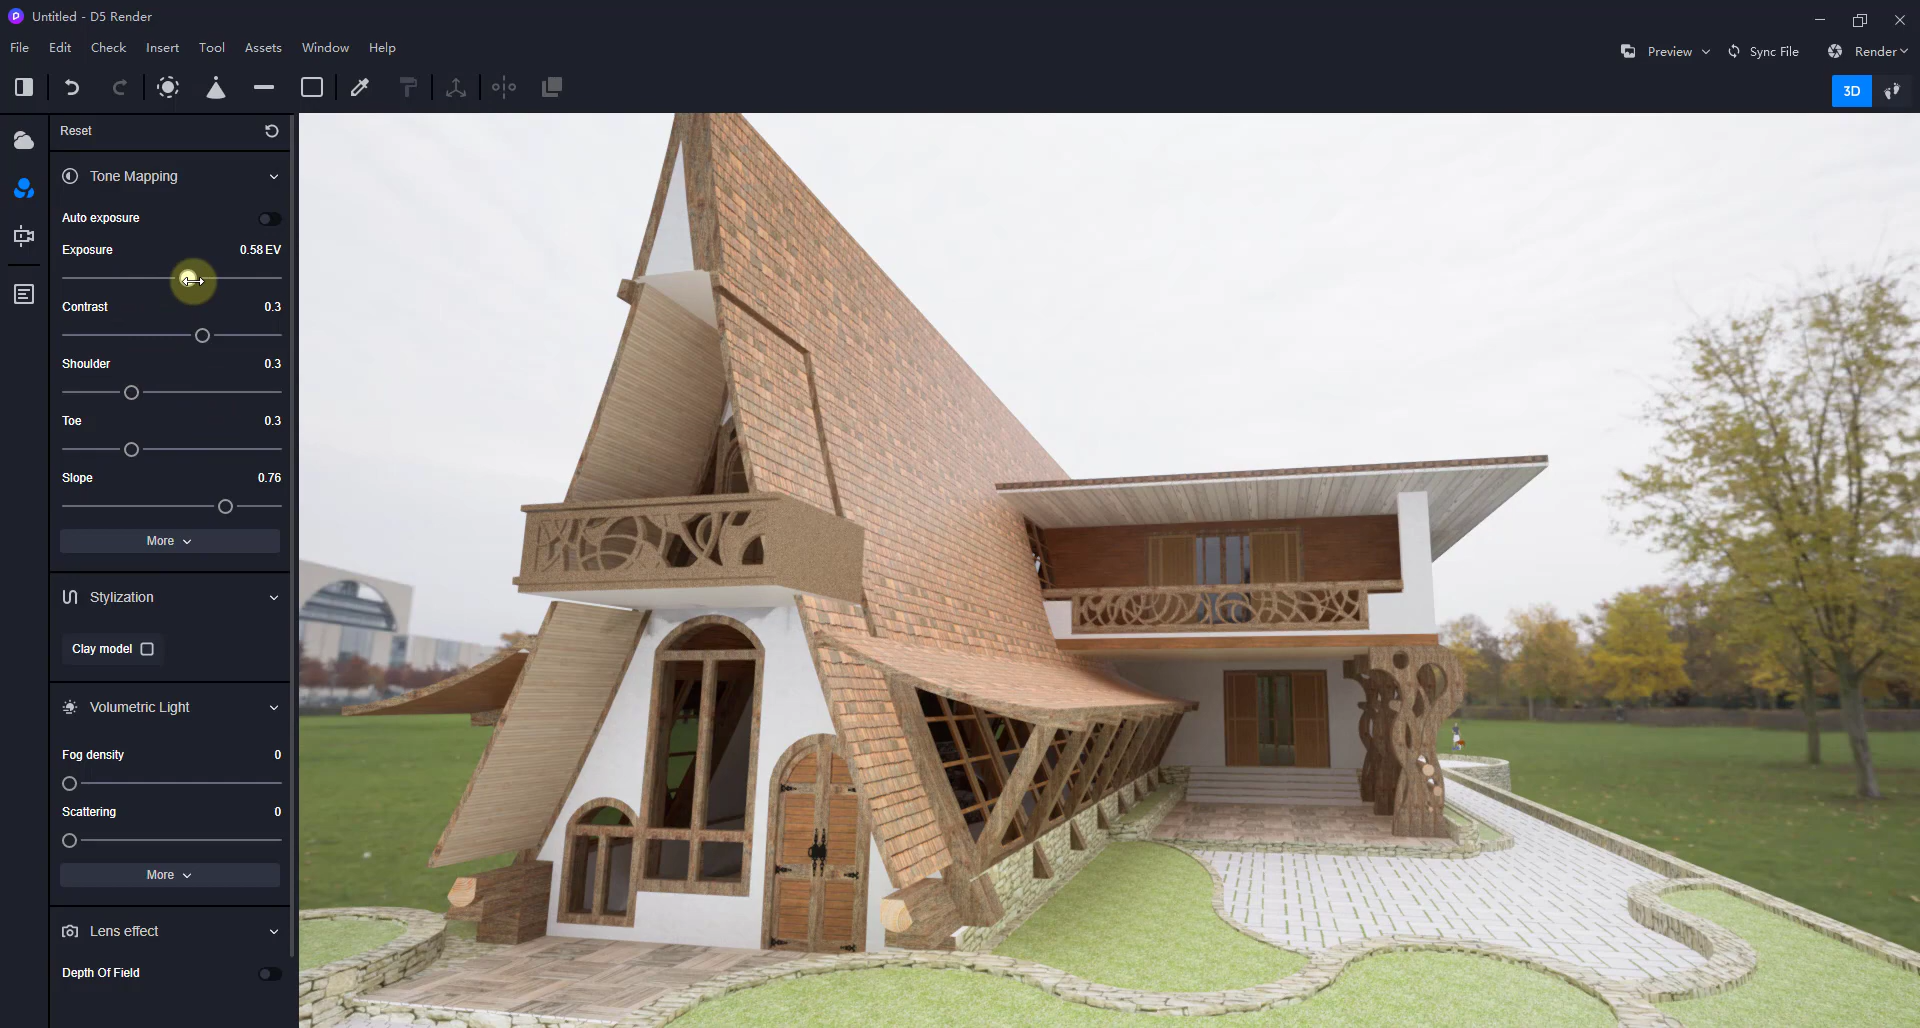 Untitled - D5 Render
File Edit Check Insert Tool Assets Window Help
Preview Sync File Render
3D
Reset
Tone Mapping
Auto exposure
Exposure 0.58 EV
Contrast 0.3
Shoulder 0.3
Toe 0.3
Slope 0.76
More
Stylization
Clay model
Volumetric Light
Fog density 0
Scattering 0
More
Lens effect
Depth Of Field